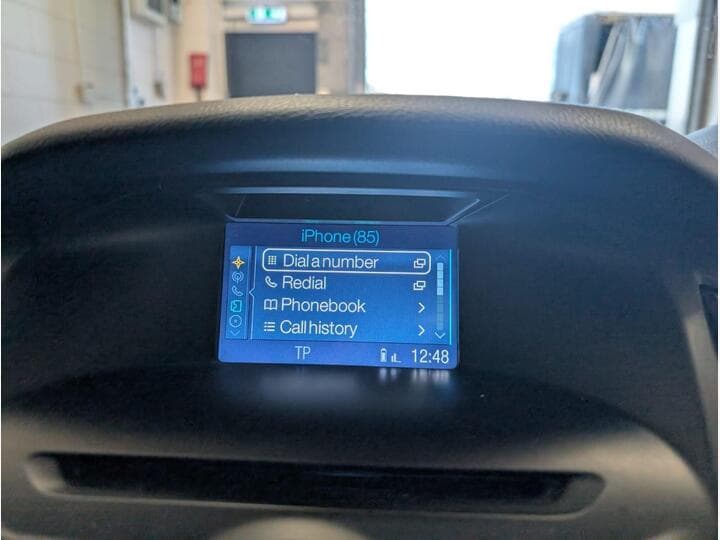 iPhone (85)
Dial a number
Redial
Phonebook
Call history
TP 12:48